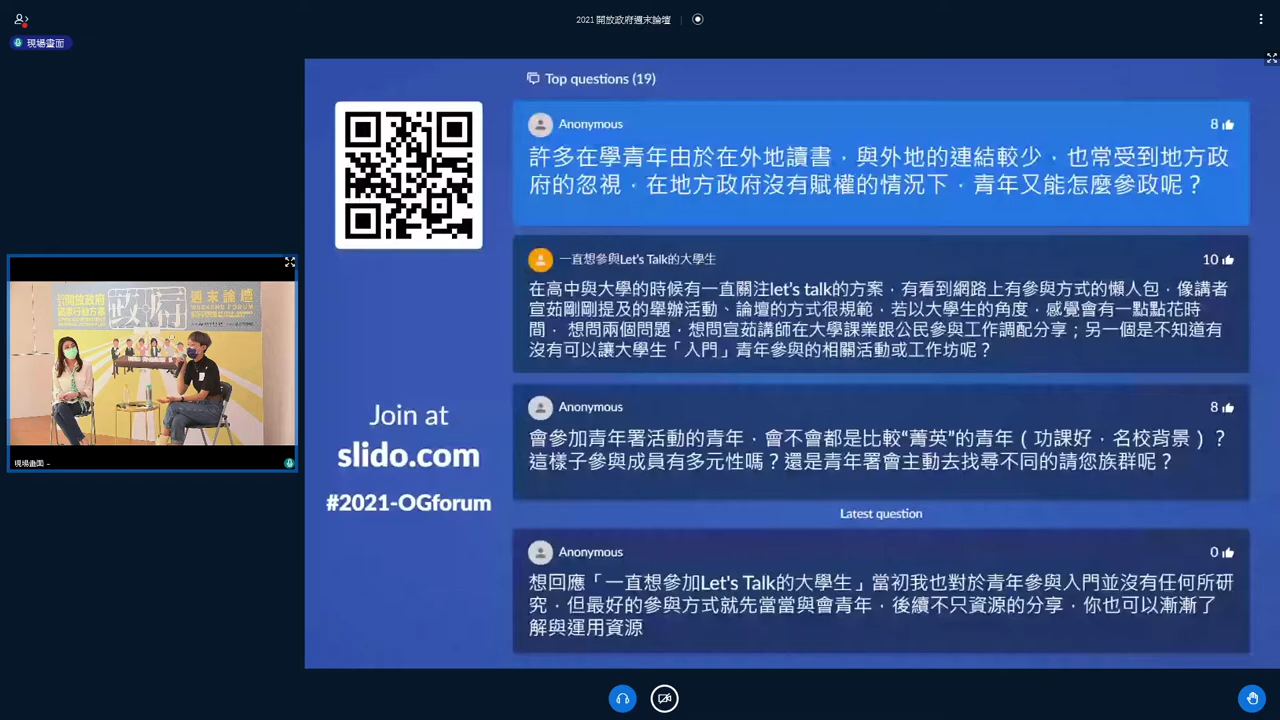 2021 開放政府週末論壇
現場畫面
Top questions (19)
Anonymous
8
許多在學青年由於在外地讀書，與外地的連結較少，也常受到地方政
府的忽視，在地方政府沒有賦權的情況下，青年又能怎麼參政呢？
一直想參與Let's Talk的大學生
10
在高中與大學的時候有一直關注let's talk的方案，有看到網路上有參與方式的懶人包，像講者
宣茹剛剛提及的舉辦活動、論壇的方式很規範，若以大學生的角度，感覺會有一點點花時
間， 想問兩個問題，想問宣茹講師在大學課業跟公民參與工作調配分享；另一個是不知道有
沒有可以讓大學生「入門」青年參與的相關活動或工作坊呢？
Anonymous
8
會參加青年署活動的青年，會不會都是比較“菁英”的青年（功課好，名校背景）？
這樣子參與成員有多元性嗎？還是青年署會主動去找尋不同的請您族群呢？
Latest question
Anonymous
0
想回應「一直想參加Let's Talk的大學生」當初我也對於青年參與入門並沒有任何所研
究，但最好的參與方式就先當當與會青年，後續不只資源的分享，你也可以漸漸了
解與運用資源
Join at
slido.com
#2021-OGforum
開放政府
週末論壇
現場畫面 -